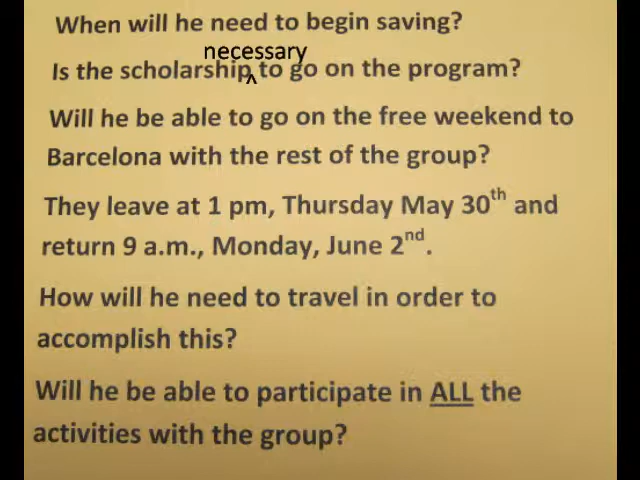 When will he need to begin saving?
necessary
Is the scholarship ^ to go on the program?
Will he be able to go on the free weekend to
Barcelona with the rest of the group?
They leave at 1 pm, Thursday May 30th and
return 9 a.m., Monday, June 2nd.
How will he need to travel in order to
accomplish this?
Will he be able to participate in ALL the
activities with the group?